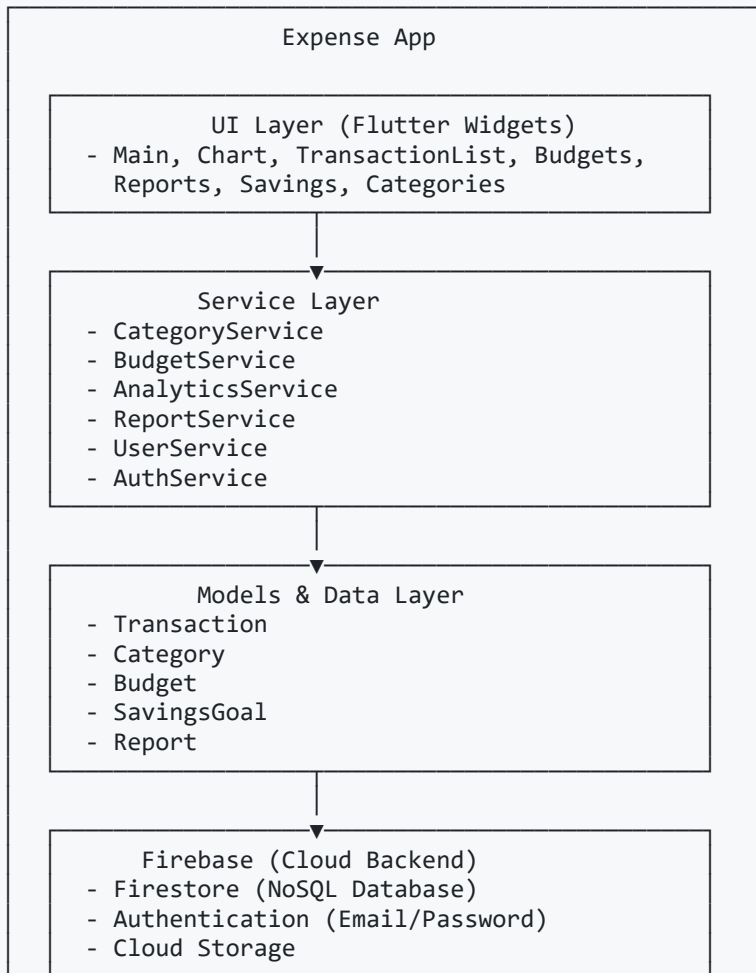 Expense App
UI Layer (Flutter Widgets)
- Main, Chart, TransactionList, Budgets,
Reports, Savings, Categories
Service Layer
- CategoryService
- BudgetService
- AnalyticsService
- ReportService
- UserService
- AuthService
Models & Data Layer
- Transaction
- Category
- Budget
- SavingsGoal
- Report
Firebase (Cloud Backend)
- Firestore (NoSQL Database)
- Authentication (Email/Password)
- Cloud Storage